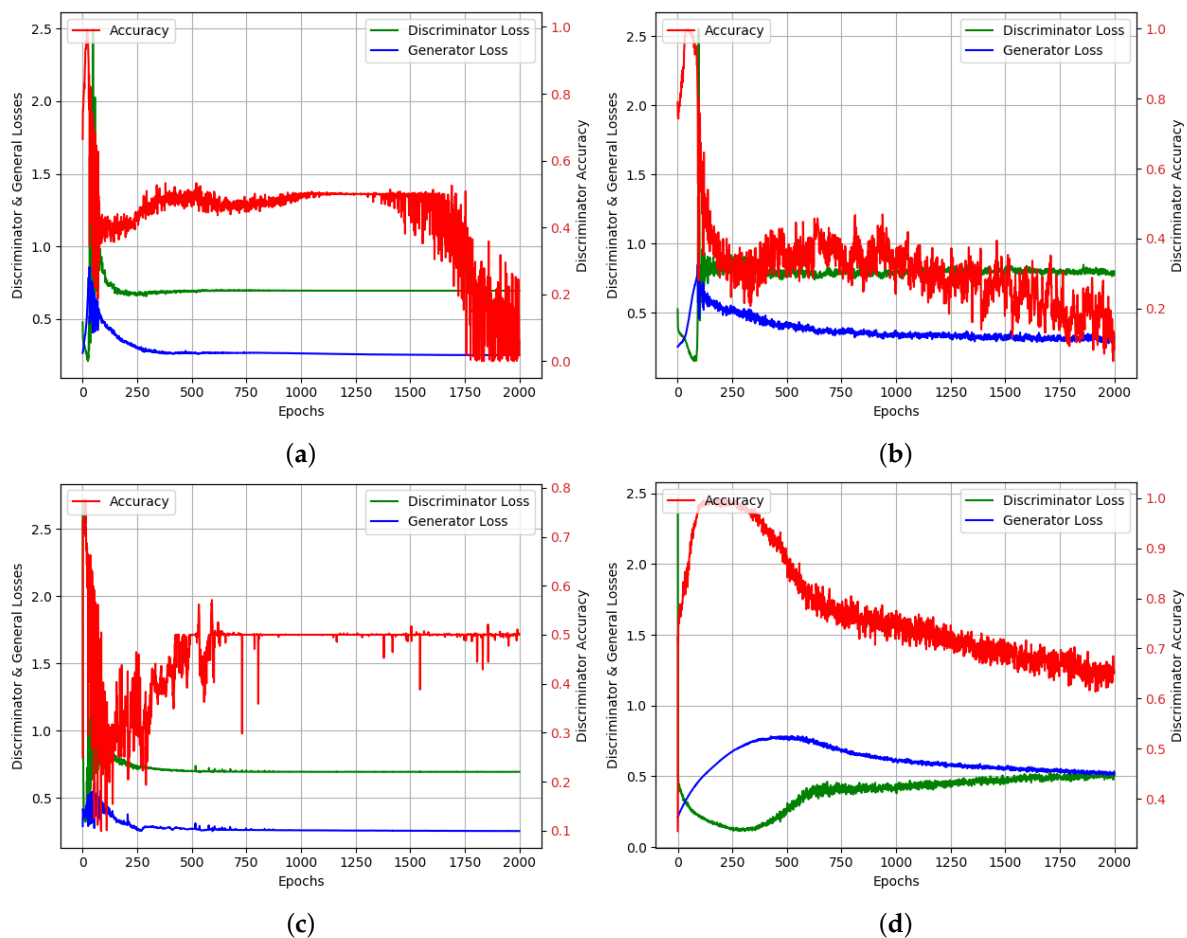 Accuracy
Discriminator Loss
Generator Loss
2.5
2.0
1.5
1.0
0.5
Discriminator & General Losses
1.0
0.8
0.6
0.4
0.2
0.0
Discriminator Accuracy
0 250 500 750 1000 1250 1500 1750 2000
Epochs
(a)
Accuracy
Discriminator Loss
Generator Loss
2.5
2.0
1.5
1.0
0.5
Discriminator & General Losses
1.0
0.8
0.6
0.4
0.2
Discriminator Accuracy
0 250 500 750 1000 1250 1500 1750 2000
Epochs
(b)
Accuracy
Discriminator Loss
Generator Loss
2.5
2.0
1.5
1.0
0.5
Discriminator & General Losses
0.8
0.7
0.6
0.5
0.4
0.3
0.2
0.1
Discriminator Accuracy
0 250 500 750 1000 1250 1500 1750 2000
Epochs
(c)
Accuracy
Discriminator Loss
Generator Loss
2.5
2.0
1.5
1.0
0.5
0.0
Discriminator & General Losses
1.0
0.9
0.8
0.7
0.6
0.5
0.4
Discriminator Accuracy
0 250 500 750 1000 1250 1500 1750 2000
Epochs
(d)